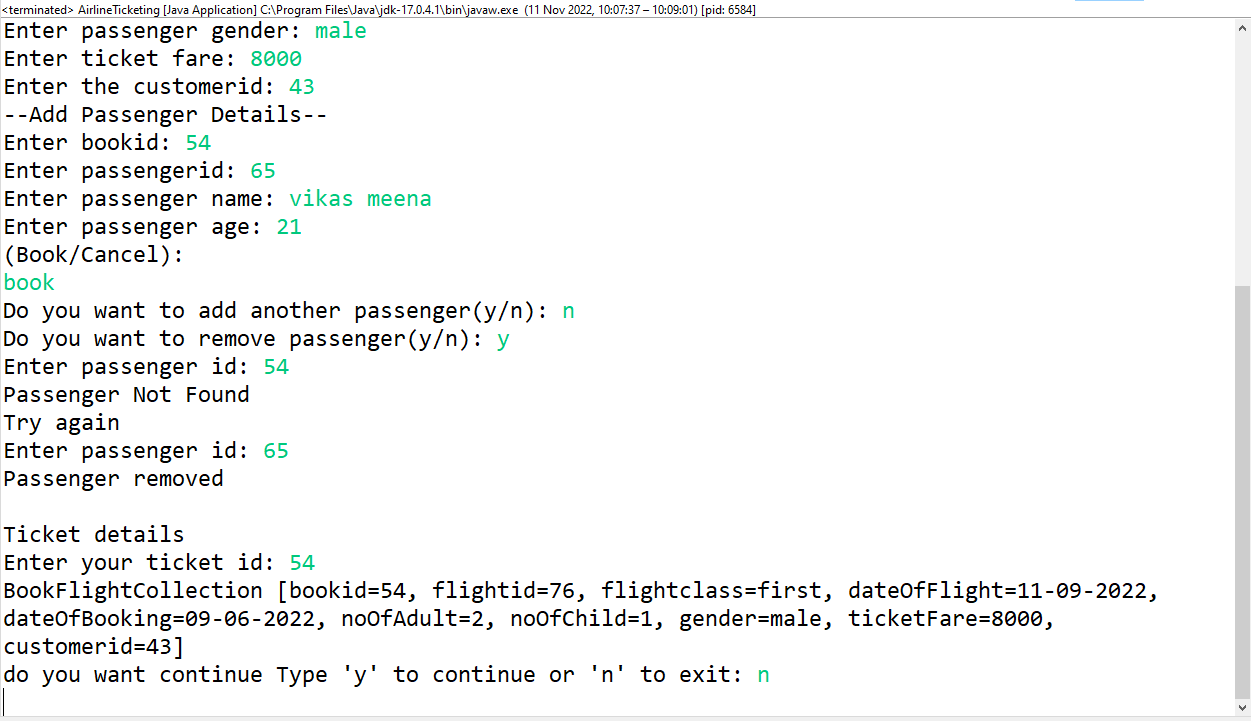 <terminated> AirlineTicketing [Java Application] C:\Program Files\Java\jdk-17.0.4.1\bin\javaw.exe (11 Nov 2022, 10:07:37 – 10:09:01) [pid: 6584]
Enter passenger gender: male
Enter ticket fare: 8000
Enter the customerid: 43
--Add Passenger Details--
Enter bookid: 54
Enter passengerid: 65
Enter passenger name: vikas meena
Enter passenger age: 21
(Book/Cancel):
book
Do you want to add another passenger(y/n): n
Do you want to remove passenger(y/n): y
Enter passenger id: 54
Passenger Not Found
Try again
Enter passenger id: 65
Passenger removed
Ticket details
Enter your ticket id: 54
BookFlightCollection [bookid=54, flightid=76, flightclass=first, dateOfFlight=11-09-2022,
dateOfBooking=09-06-2022, noOfAdult=2, noOfChild=1, gender=male, ticketFare=8000,
customerid=43]
do you want continue Type 'y' to continue or 'n' to exit: n